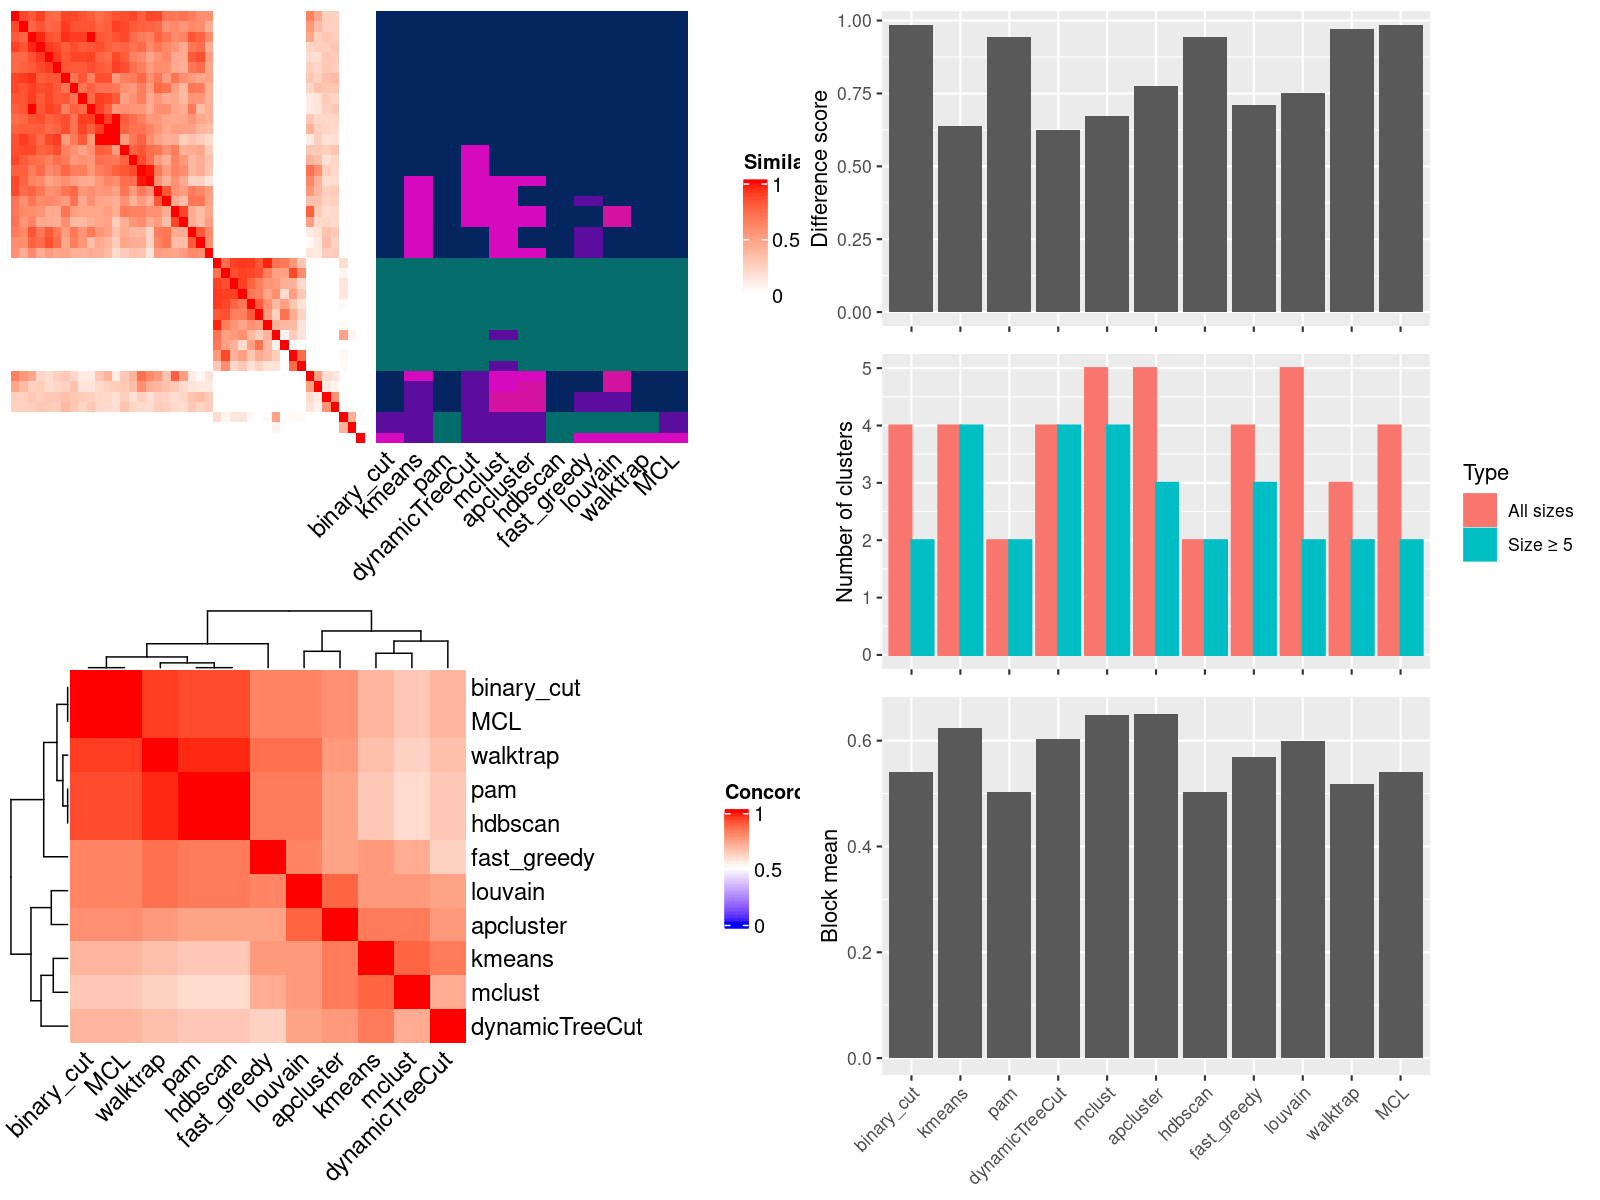 Simila
1
0.5
0
binary_cut
kmeans
pam
dynamicTreeCut
mclust
apcluster
hdbscan
fast_greedy
louvain
walktrap
MCL
Difference score
1.00
0.75
0.50
0.25
0.00
Number of clusters
5
4
3
2
1
0
Type
All sizes
Size ≥ 5
binary_cut
MCL
walktrap
pam
hdbscan
fast_greedy
louvain
apcluster
kmeans
mclust
dynamicTreeCut
binary_cut
MCL
walktrap
pam
hdbscan
fast_greedy
louvain
apcluster
kmeans
mclust
dynamicTreeCut
Concord
1
0.5
0
Block mean
0.6
0.4
0.2
0.0
binary_cut
kmeans
pam
dynamicTreeCut
mclust
apcluster
hdbscan
fast_greedy
louvain
walktrap
MCL